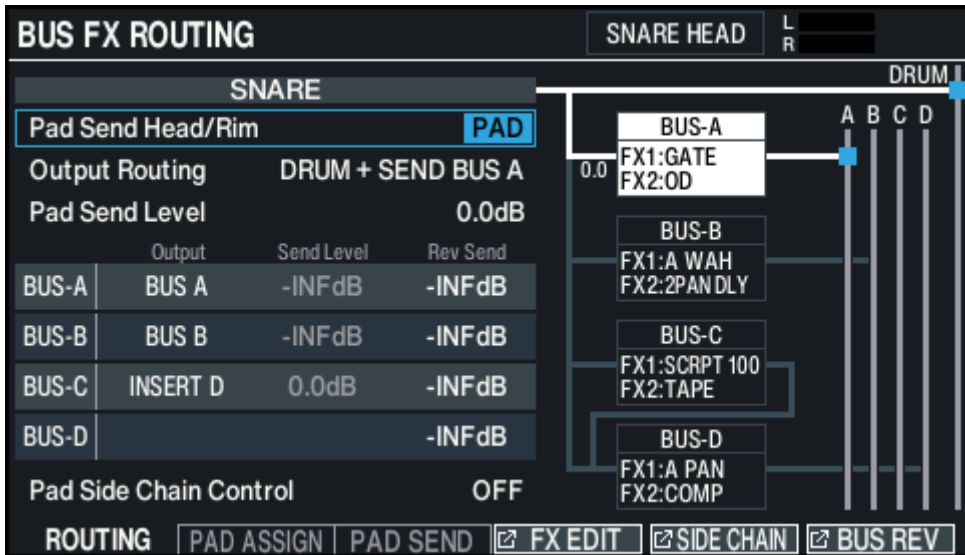 BUS FX ROUTING
SNARE HEAD
L
R
DRUM
SNARE
Pad Send Head/Rim PAD
Output Routing DRUM + SEND BUS A
Pad Send Level 0.0dB
Output Send Level Rev Send
BUS-A BUS A -INFdB -INFdB
BUS-B BUS B -INFdB -INFdB
BUS-C INSERT D 0.0dB -INFdB
BUS-D -INFdB
Pad Side Chain Control OFF
A B C D
BUS-A
0.0
FX1:GATE
FX2:OD
BUS-B
FX1:A WAH
FX2:2PAN DLY
BUS-C
FX1:SCRPT 100
FX2:TAPE
BUS-D
FX1:A PAN
FX2:COMP
ROUTING PAD ASSIGN PAD SEND FX EDIT SIDE CHAIN BUS REV